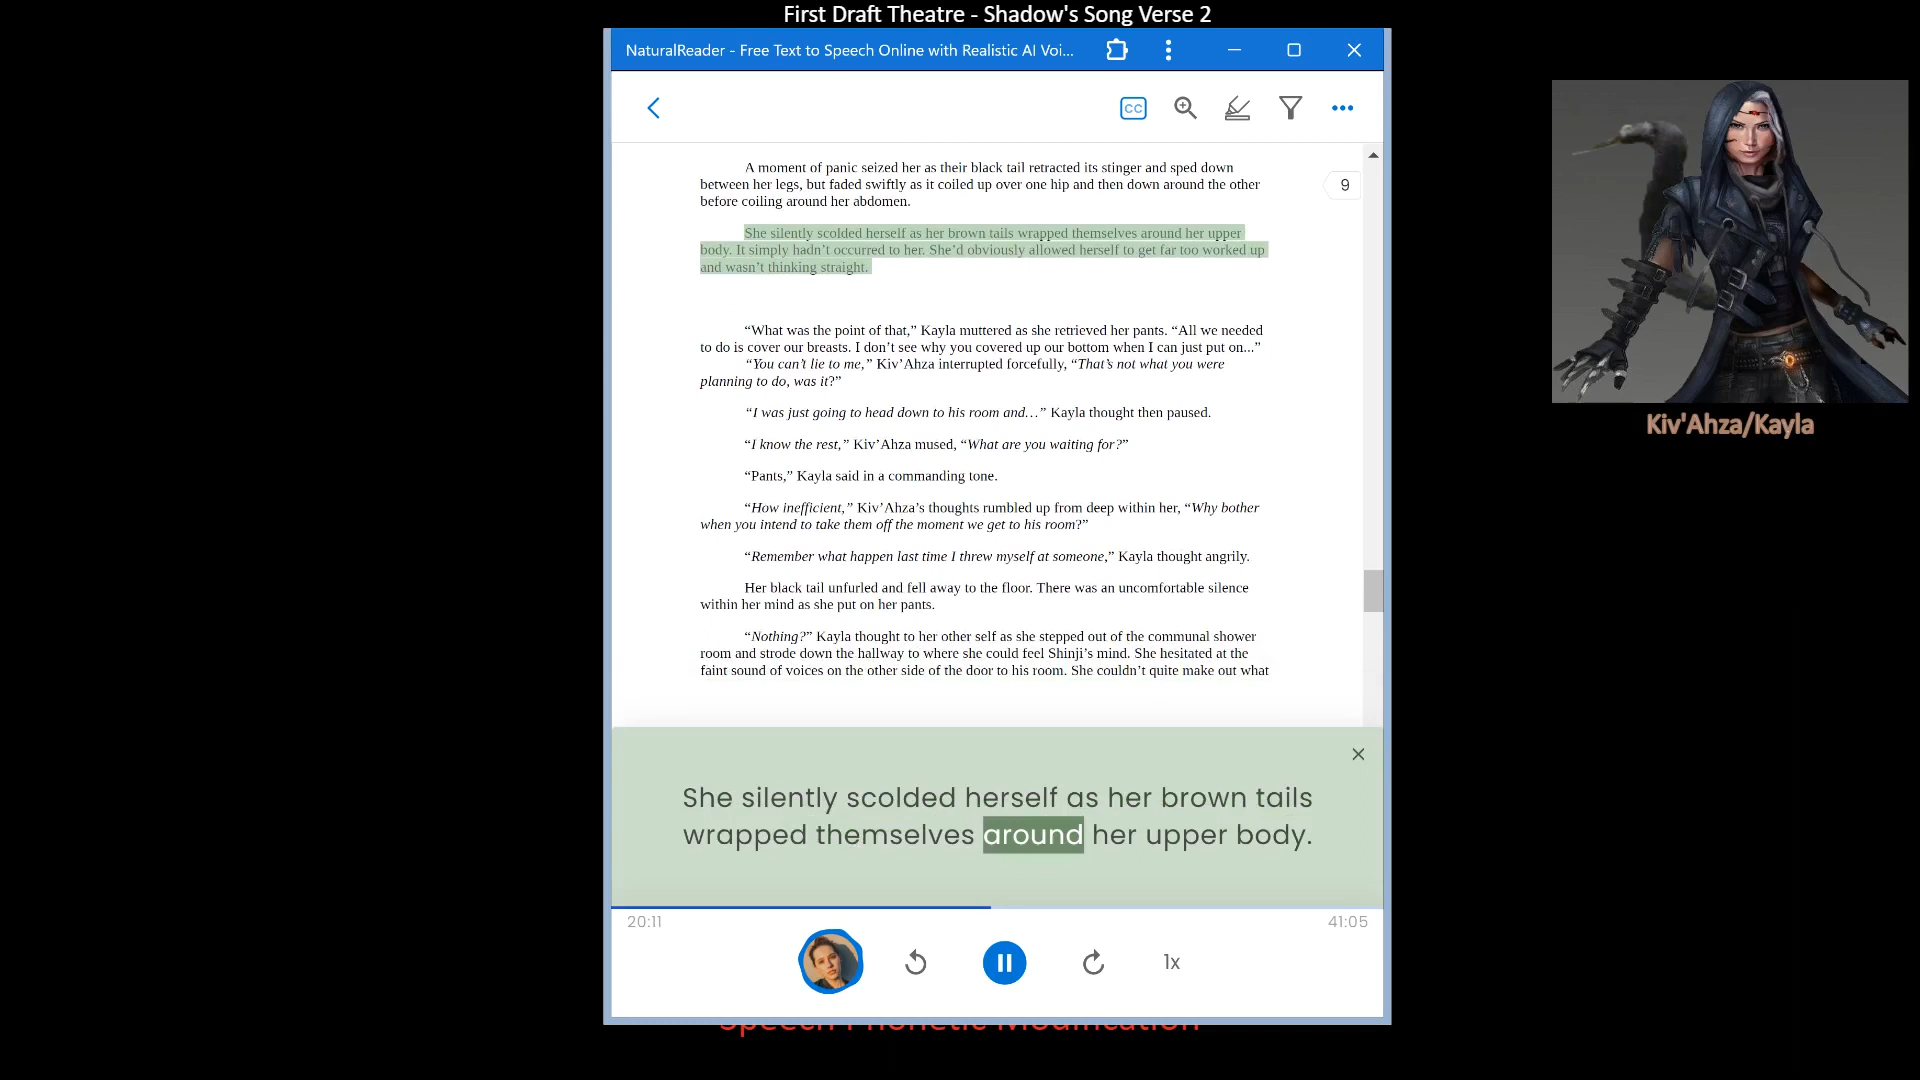 First Draft Theatre - Shadow's Song Verse 2
NaturalReader - Free Text to Speech Online with Realistic AI Voi...
CC
A moment of panic seized her as their black tail retracted its stinger and sped down
between her legs, but faded swiftly as it coiled up over one hip and then down around the other
before coiling around her abdomen.
9
She silently scolded herself as her brown tails wrapped themselves around her upper
body. It simply hadn’t occurred to her. She’d obviously allowed herself to get far too worked up
and wasn’t thinking straight.
“What was the point of that,” Kayla muttered as she retrieved her pants. “All we needed
to do is cover our breasts. I don’t see why you covered up our bottom when I can just put on...”
“You can’t lie to me,” Kiv’Ahza interrupted forcefully, “That’s not what you were
planning to do, was it?”
“I was just going to head down to his room and…” Kayla thought then paused.
“I know the rest,” Kiv’Ahza mused, “What are you waiting for?”
“Pants,” Kayla said in a commanding tone.
“How inefficient,” Kiv’Ahza’s thoughts rumbled up from deep within her, “Why bother
when you intend to take them off the moment we get to his room?”
“Remember what happen last time I threw myself at someone,” Kayla thought angrily.
Her black tail unfurled and fell away to the floor. There was an uncomfortable silence
within her mind as she put on her pants.
“Nothing?” Kayla thought to her other self as she stepped out of the communal shower
room and strode down the hallway to where she could feel Shinji’s mind. She hesitated at the
faint sound of voices on the other side of the door to his room. She couldn’t quite make out what
She silently scolded herself as her brown tails
wrapped themselves around her upper body.
20:11
41:05
1x
Speech Phonetic Modification
Kiv'Ahza/Kayla